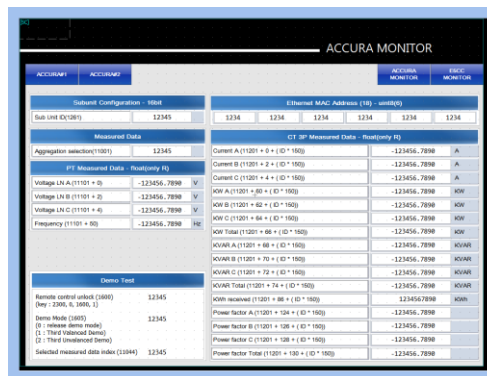 ACCURA MONITOR
ACCURA#1 ACCURA#2 ACCURA MONITOR ESCC MONITOR
Subunit Configuration - 16bit
Sub Unit ID(1261) 12345
Ethernet MAC Address (18) - uint8(6)
1234 1234 1234 1234 1234 1234
Measured Data
Aggregation selection(11001) 12345
PT Measured Data - float(only R)
Voltage LN A (11101 + 0) -123456.7890 V
Voltage LN B (11101 + 2) -123456.7890 V
Voltage LN C (11101 + 4) -123456.7890 V
Frequency (11101 + 50) -123456.7890 Hz
CT 3P Measured Data - float(only R)
Current A (11201 + 0 + ( ID * 150)) -123456.7890 A
Current B (11201 + 2 + ( ID * 150)) -123456.7890 A
Current C (11201 + 4 + ( ID * 150)) -123456.7890 A
KW A (11201 + 60 + ( ID * 150)) -123456.7890 KW
KW B (11201 + 62 + ( ID * 150)) -123456.7890 KW
KW C (11201 + 64 + ( ID * 150)) -123456.7890 KW
KW Total (11201 + 66 + ( ID * 150)) -123456.7890 KW
KVAR A (11201 + 68 + ( ID * 150)) -123456.7890 KVAR
KVAR B (11201 + 70 + ( ID * 150)) -123456.7890 KVAR
KVAR C (11201 + 72 + ( ID * 150)) -123456.7890 KVAR
KVAR Total (11201 + 74 + ( ID * 150)) -123456.7890 KVAR
KWh received (11201 + 86 + ( ID * 150)) 1234567890 KWh
Power factor A (11201 + 124 + ( ID * 150)) -123456.7890
Power factor B (11201 + 126 + ( ID * 150)) -123456.7890
Power factor C (11201 + 128 + ( ID * 150)) -123456.7890
Power factor Total (11201 + 130 + ( ID * 150)) -123456.7890
Demo Test
Remote control unlock (1600) 12345
(key : 2300, 0, 1600, 1)
Demo Mode (1605) 12345
(0 : release demo mode)
(1 : Third Valanced Demo)
(2 : Third Unvalanced Demo)
Selected measured data index (11044) 12345